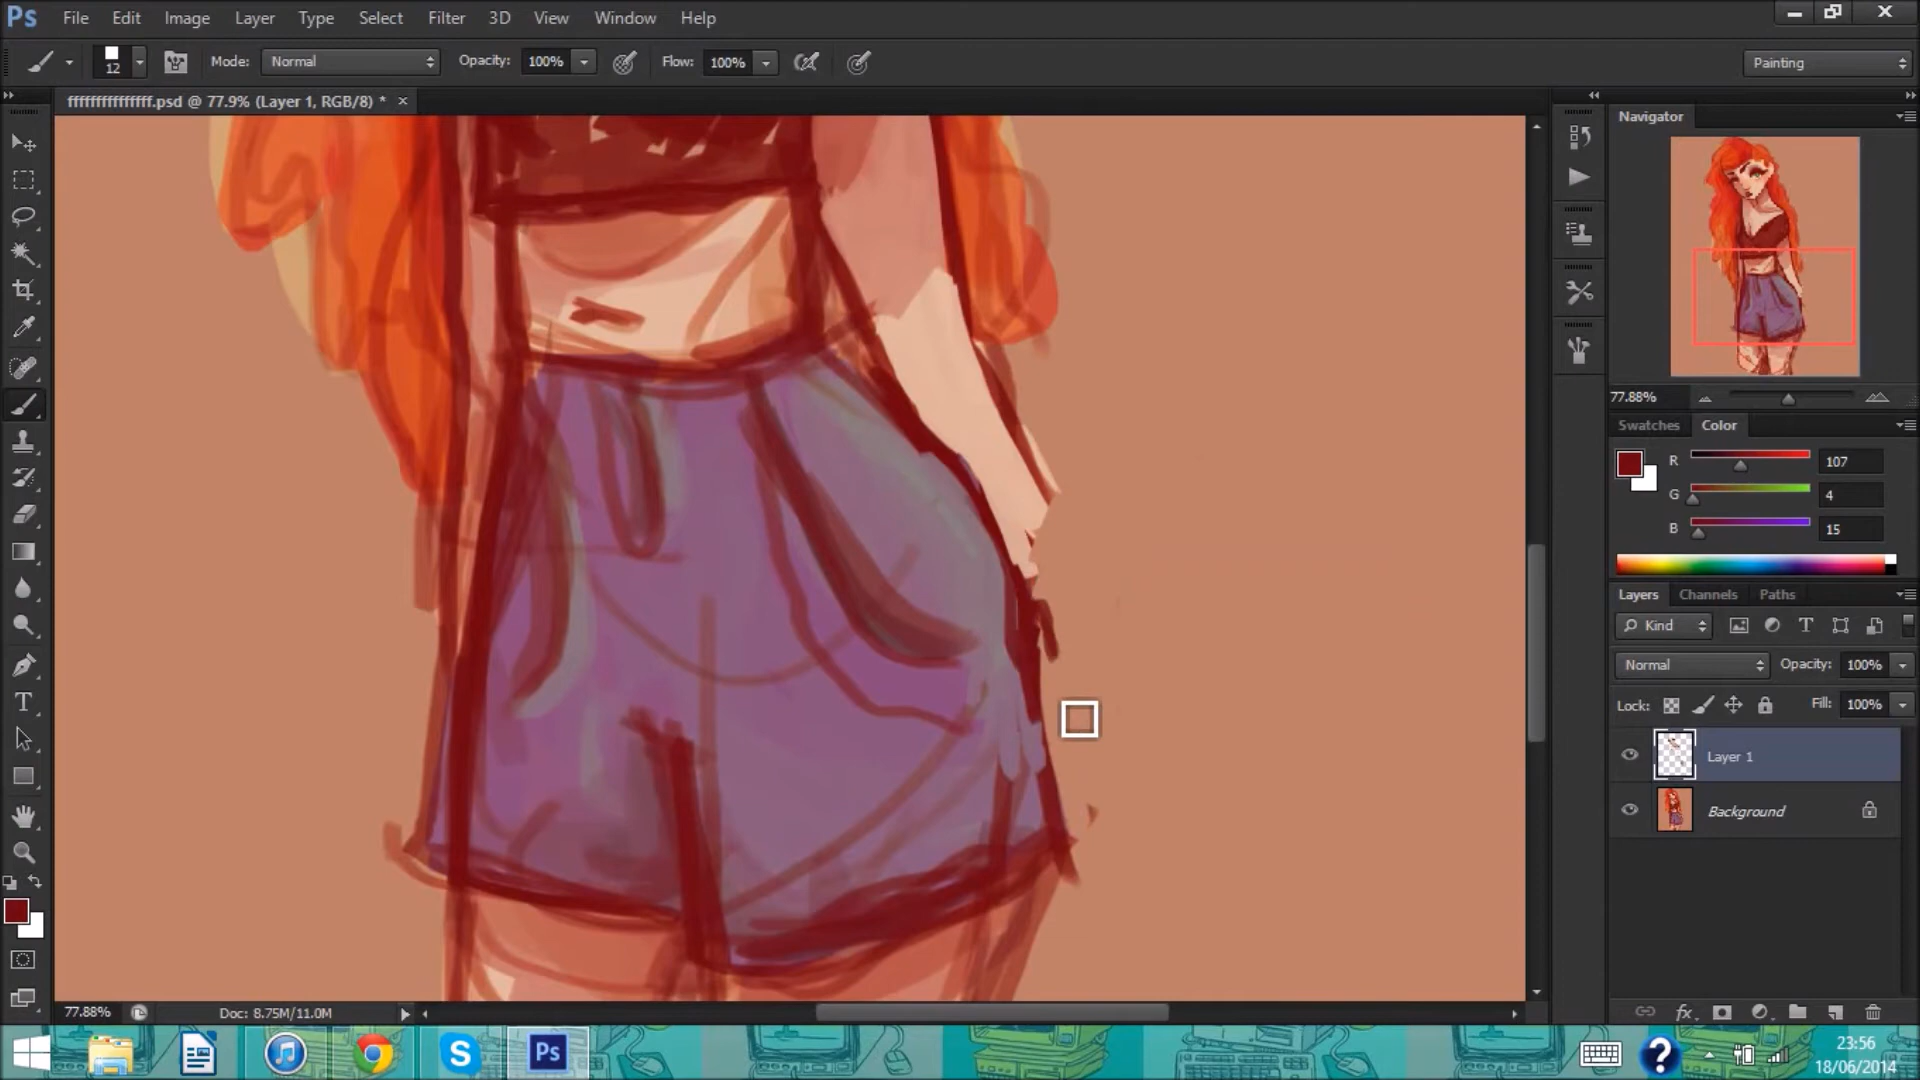 Ps File Edit Image Layer Type Select Filter 3D View Window Help
12 Mode: Normal Opacity: 100% Flow: 100% Painting
fffffffffffffff.psd @ 77.9% (Layer 1, RGB/8) * ×
Navigator
77.88%
Swatches Color
R 107
G 4
B 15
Layers Channels Paths
Kind T
Normal Opacity: 100%
Lock: Fill: 100%
Layer 1
Background
fx
T
77.88% Doc: 8.75M/11.0M
S Ps ? 23:56
18/06/2014